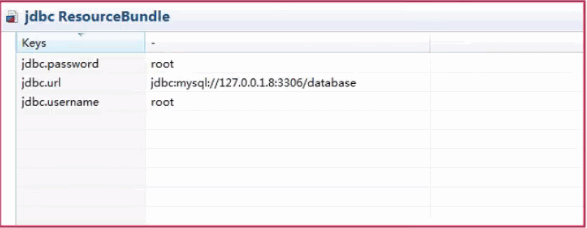 jdbc ResourceBundle
Keys -
jdbc.password root
jdbc.url jdbc:mysql://127.0.0.1.8:3306/database
jdbc.username root